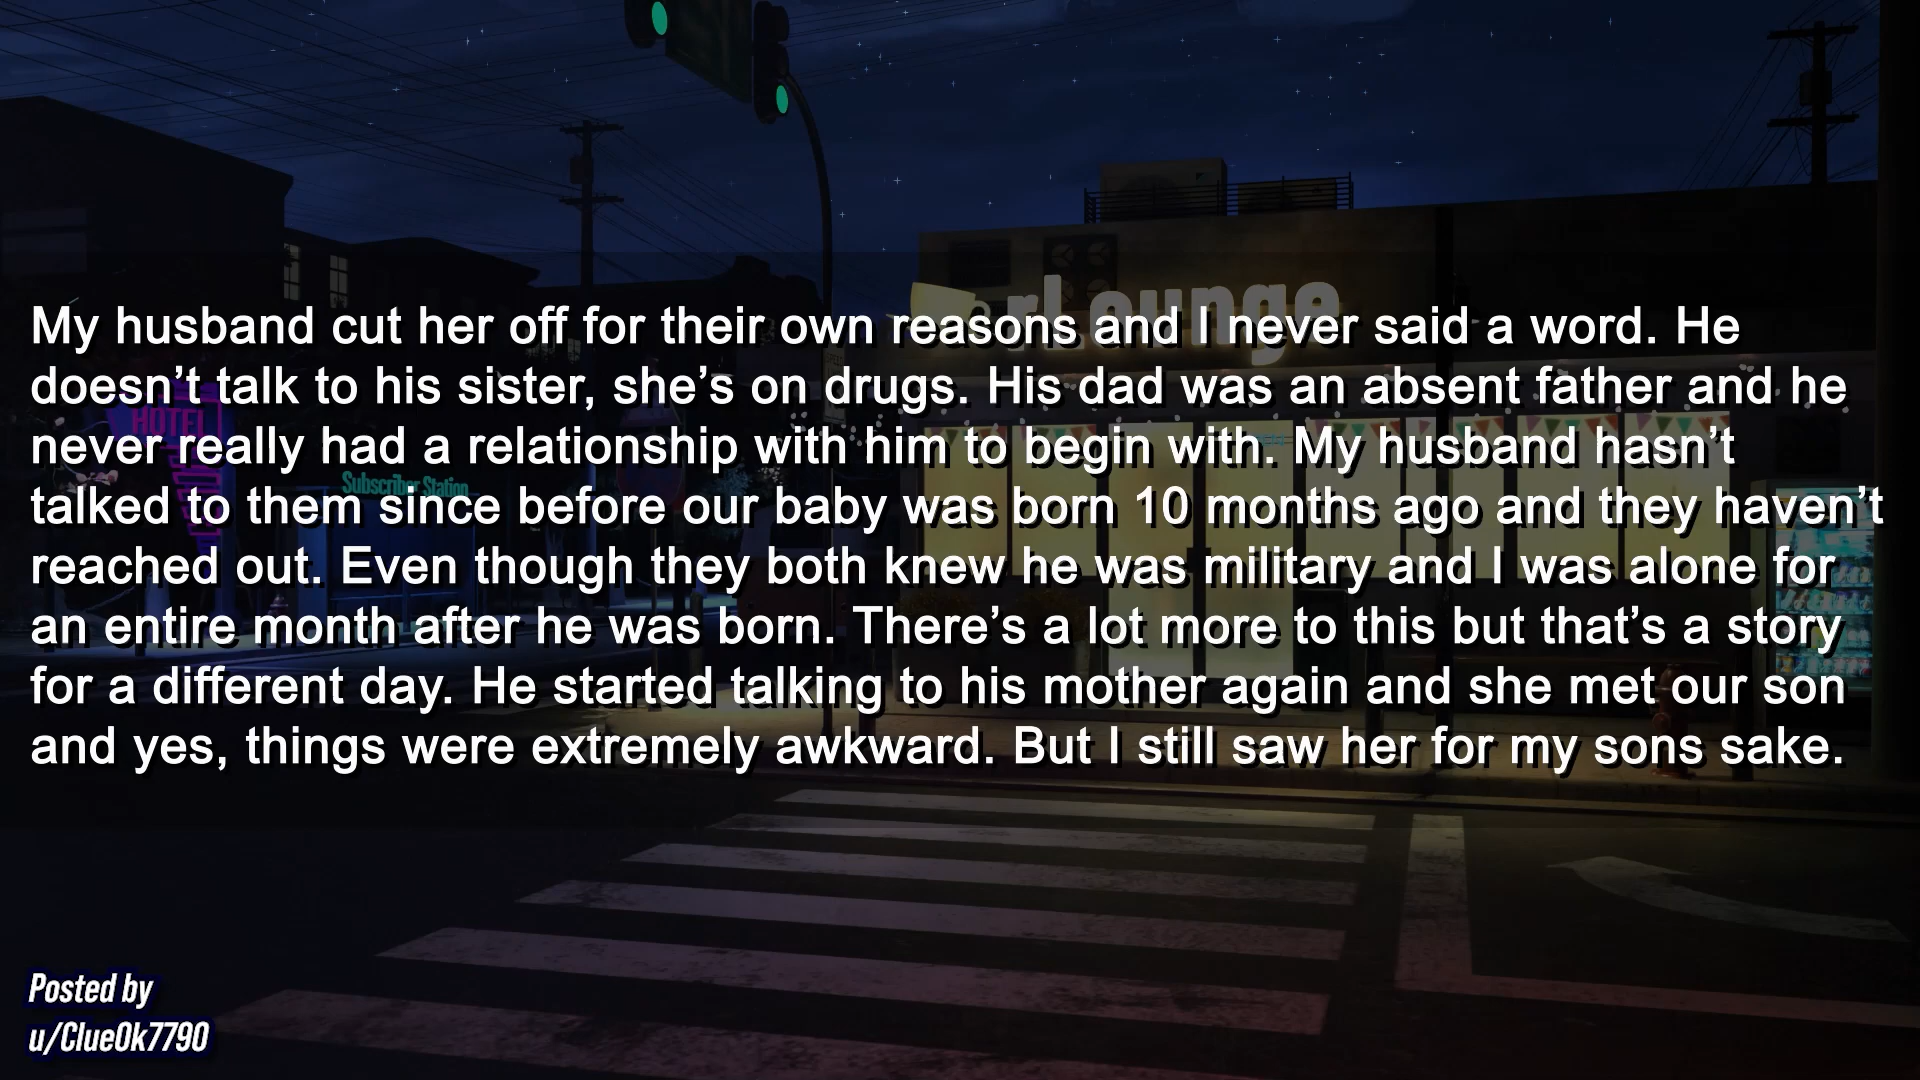 rLounge
My husband cut her off for their own reasons and I never said a word. He
doesn’t talk to his sister, she’s on drugs. His dad was an absent father and he
never really had a relationship with him to begin with. My husband hasn’t
talked to them since before our baby was born 10 months ago and they haven’t
reached out. Even though they both knew he was military and I was alone for
an entire month after he was born. There’s a lot more to this but that’s a story
for a different day. He started talking to his mother again and she met our son
and yes, things were extremely awkward. But I still saw her for my sons sake.
HOTEL
Subscriber Station
Posted by
u/ClueOk7790